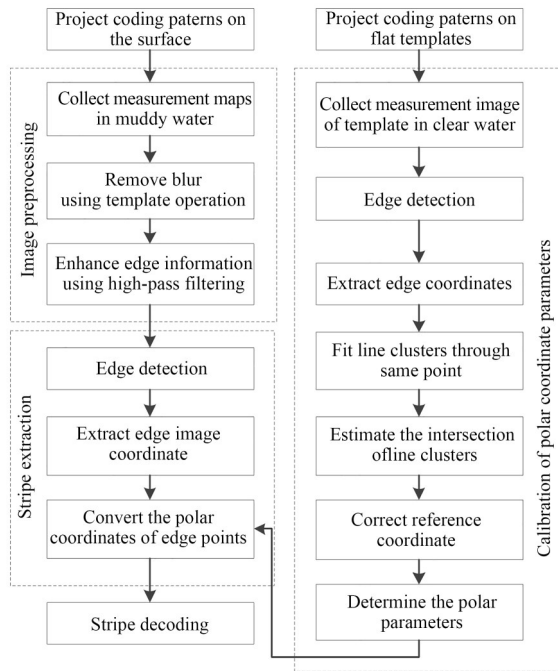 Project coding paterns on
the surface
Image preprocessing
Collect measurement maps
in muddy water
Remove blur
using template operation
Enhance edge information
using high-pass filtering
Stripe extraction
Edge detection
Extract edge image
coordinate
Convert the polar
coordinates of edge points
Stripe decoding
Project coding paterns on
flat templates
Collect measurement image
of template in clear water
Edge detection
Extract edge coordinates
Fit line clusters through
same point
Estimate the intersection
ofline clusters
Correct reference
coordinate
Determine the polar
parameters
Calibration of polar coordinate parameters